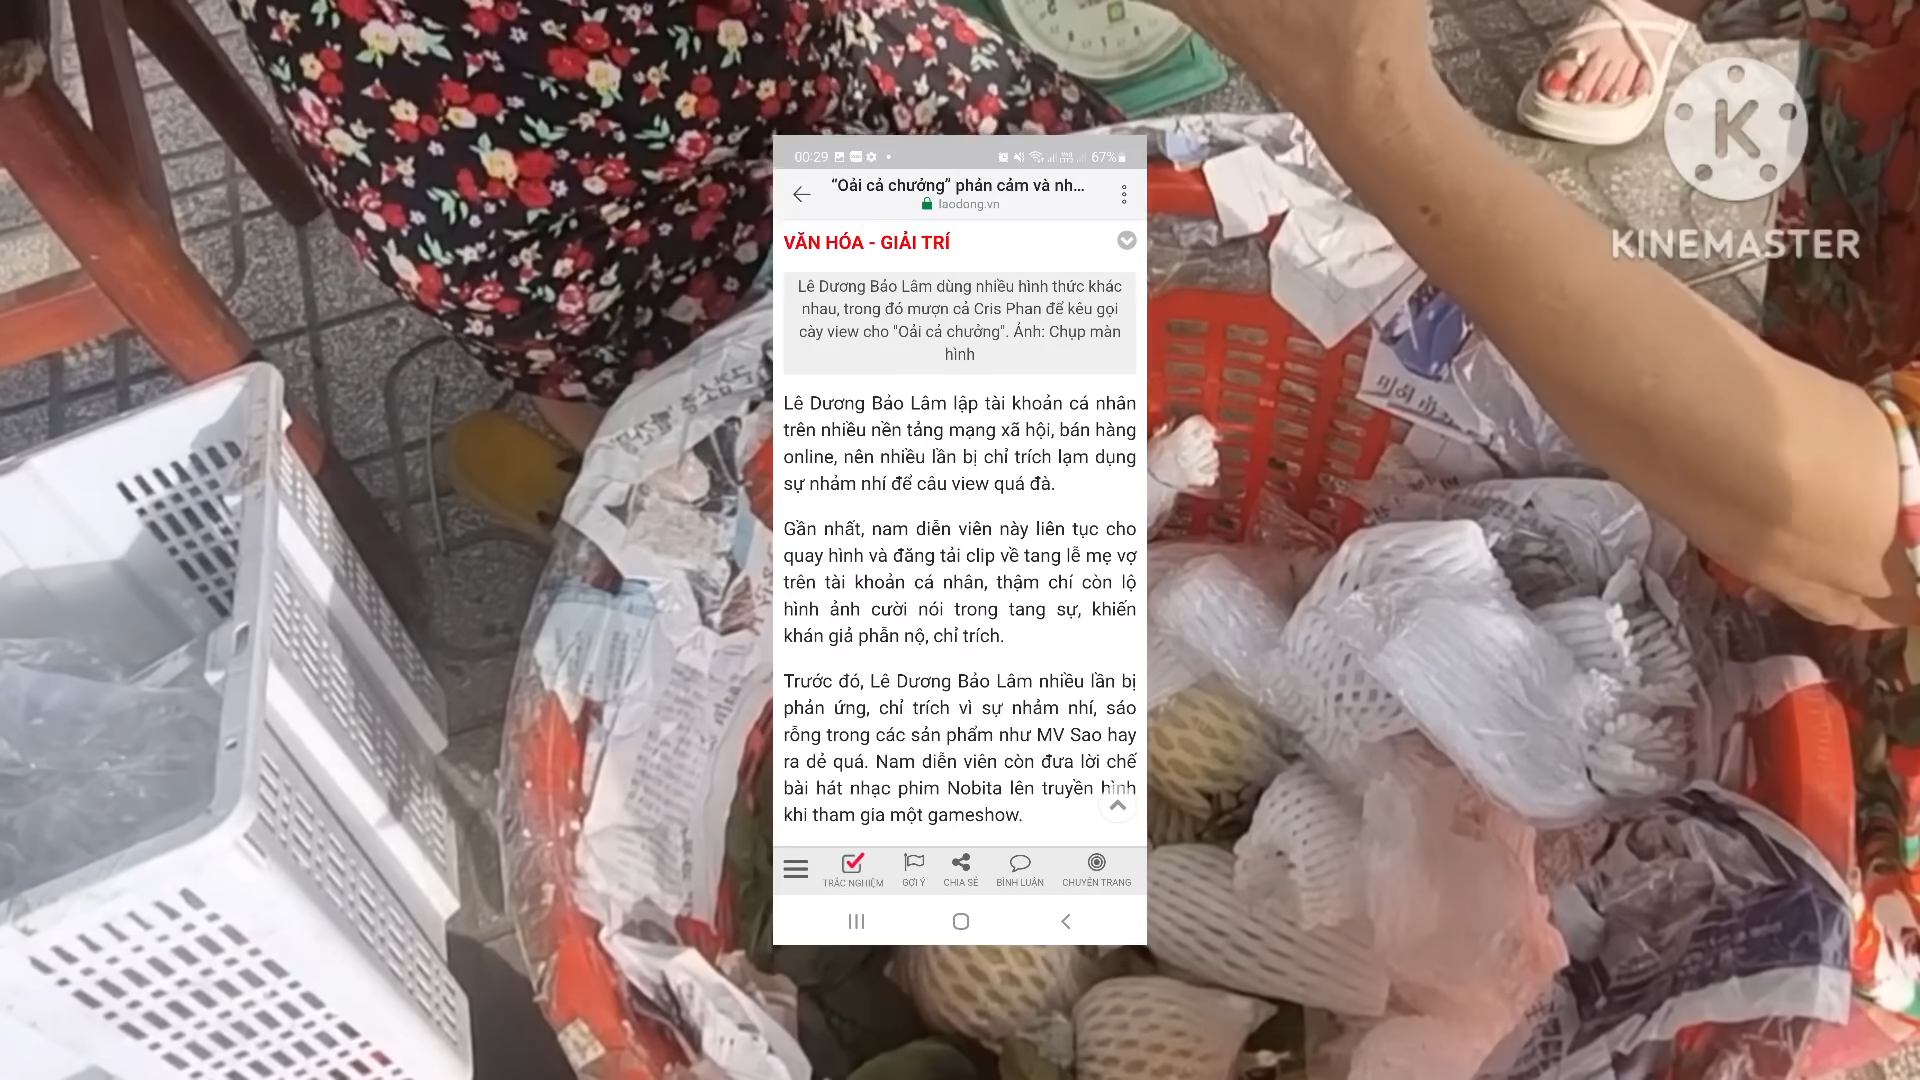 00:29
67%
“Oải cả chưởng” phản cảm và nh...
laodong.vn
VĂN HÓA - GIẢI TRÍ
Lê Dương Bảo Lâm dùng nhiều hình thức khác
nhau, trong đó mượn cả Cris Phan để kêu gọi
cày view cho "Oải cả chưởng". Ảnh: Chụp màn
hình
Lê Dương Bảo Lâm lập tài khoản cá nhân
trên nhiều nền tảng mạng xã hội, bán hàng
online, nên nhiều lần bị chỉ trích lạm dụng
sự nhảm nhí để câu view quá đà.
Gần nhất, nam diễn viên này liên tục cho
quay hình và đăng tải clip về tang lễ mẹ vợ
trên tài khoản cá nhân, thậm chí còn lộ
hình ảnh cười nói trong tang sự, khiến
khán giả phẫn nộ, chỉ trích.
Trước đó, Lê Dương Bảo Lâm nhiều lần bị
phản ứng, chỉ trích vì sự nhảm nhí, sáo
rỗng trong các sản phẩm như MV Sao hay
ra dẻ quá. Nam diễn viên còn đưa lời chế
bài hát nhạc phim Nobita lên truyền hình
khi tham gia một gameshow.
TRẮC NGHIỆM
GỢI Ý
CHIA SẺ
BÌNH LUẬN
CHUYÊN TRANG
K
KINEMASTER